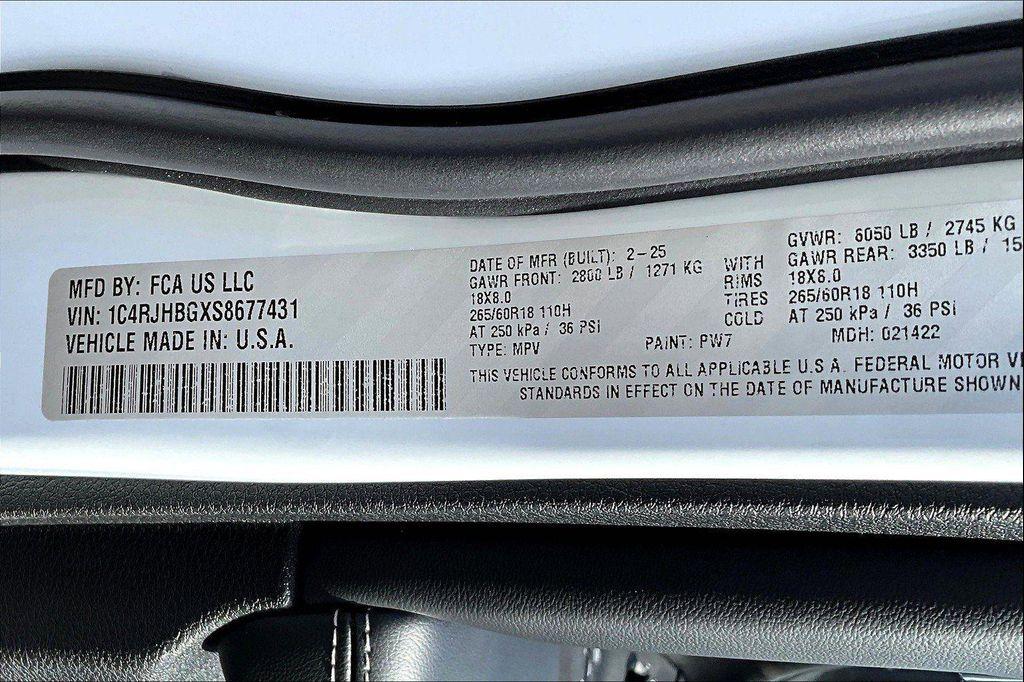 MFD BY: FCA US LLC
VIN: 1C4RJHBGXS8677431
VEHICLE MADE IN: U.S.A.
DATE OF MFR (BUILT): 2-25
GAWR FRONT: 2800 LB / 1271 KG
18X8.0
265/60R18 110H
AT 250 kPa / 36 PSI
TYPE: MPV
PAINT: PW7
WITH
RIMS
TIRES
COLD
GVWR: 6050 LB / 2745 KG
GAWR REAR: 3350 LB / 15
18X8.0
265/60R18 110H
AT 250 kPa / 36 PSI
MDH: 021422
THIS VEHICLE CONFORMS TO ALL APPLICABLE U.S.A. FEDERAL MOTOR
STANDARDS IN EFFECT ON THE DATE OF MANUFACTURE SHOWN